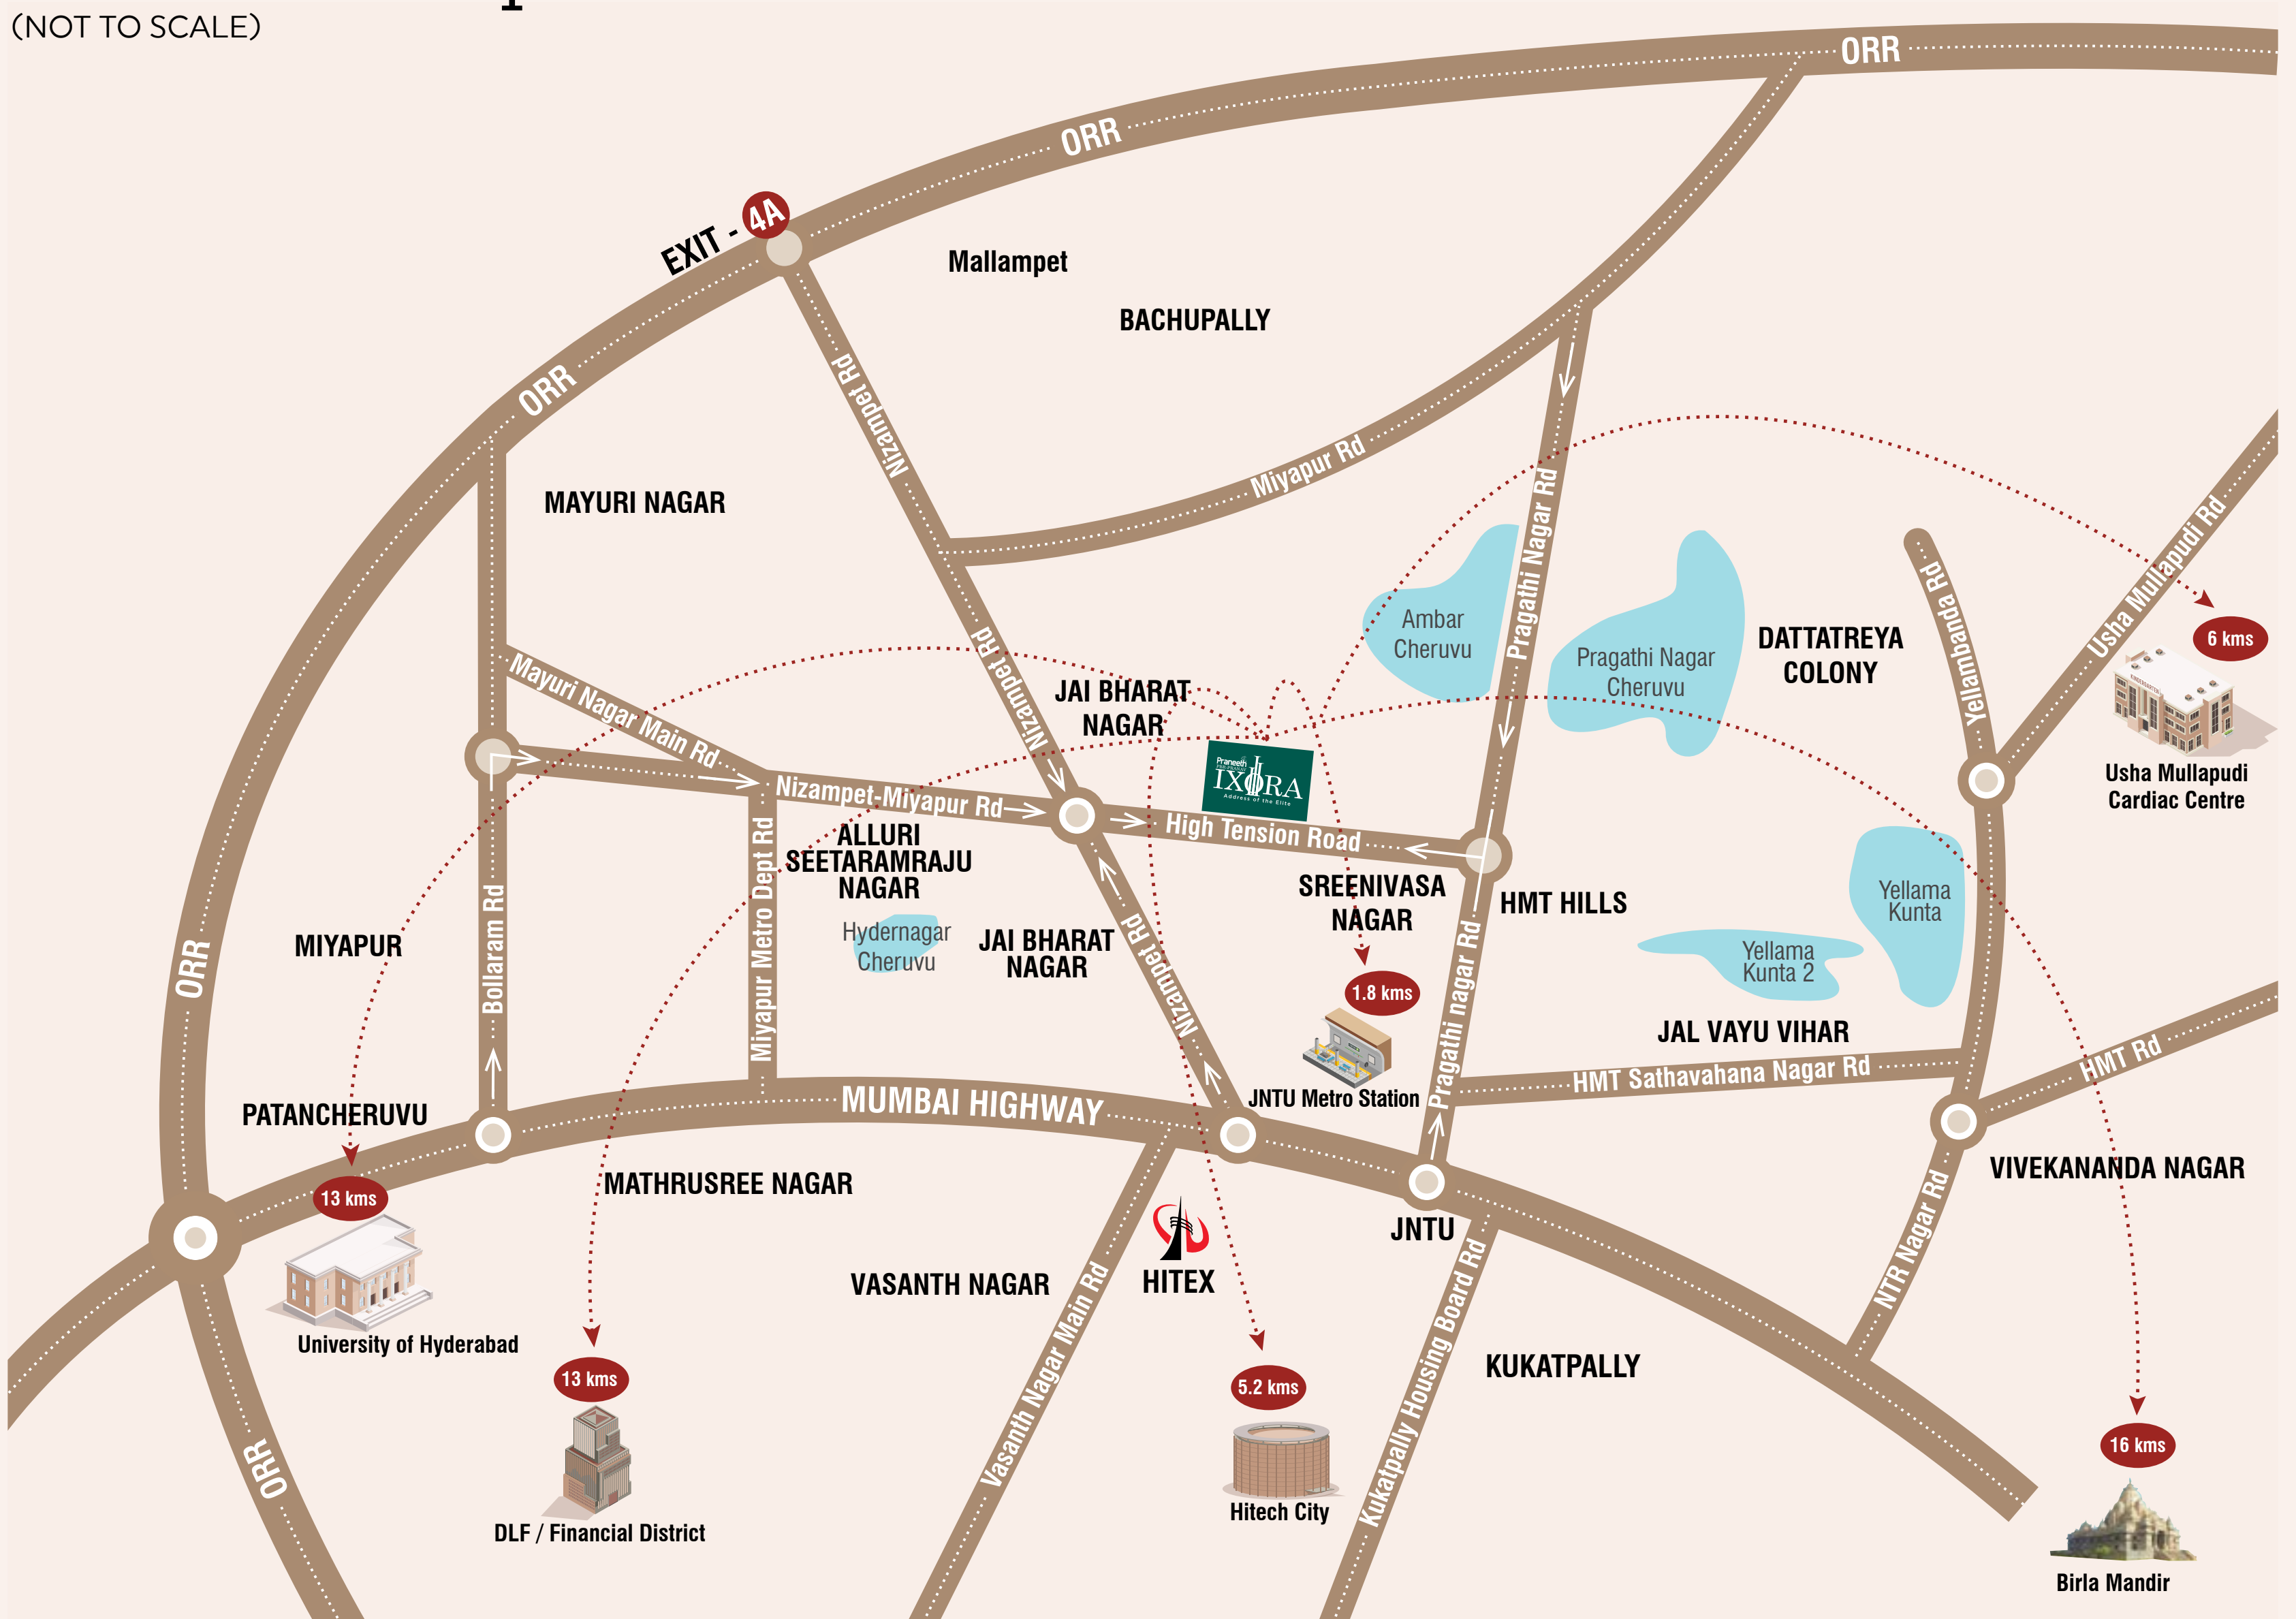 (NOT TO SCALE)
ORR
ORR
EXIT - 4A
Mallampet
BACHUPALLY
Nizampet Rd
ORR
Miyapur Rd
MAYURI NAGAR
Pragathi Nagar Rd
Usha Mullapudi Rd
Yellambanda Rd
Ambar
Cheruvu
Pragathi Nagar
Cheruvu
DATTATREYA
COLONY
6 kms
Usha Mullapudi
Cardiac Centre
Mayuri Nagar Main Rd
Nizampet Rd
JAI BHARAT
NAGAR
Praneeth
IXORA
Address of the Elite
Nizampet-Miyapur Rd
High Tension Road
ALLURI
SEETARAMRAJU
NAGAR
Hydernagar
Cheruvu
JAI BHARAT
NAGAR
SREENIVASA
NAGAR
HMT HILLS
Yellama
Kunta
Yellama
Kunta 2
MIYAPUR
Bollaram Rd
Miyapur Metro Dept Rd
Nizampet Rd
ORR
1.8 kms
JNTU Metro Station
Pragathi nagar Rd
JAL VAYU VIHAR
HMT Sathavahana Nagar Rd
HMT Rd
PATANCHERUVU
MUMBAI HIGHWAY
13 kms
University of Hyderabad
MATHRUSREE NAGAR
VASANTH NAGAR
HITEX
JNTU
VIVEKANANDA NAGAR
NTR Nagar Rd
Vasanth Nagar Main Rd
Kukatpally Housing Board Rd
KUKATPALLY
13 kms
DLF / Financial District
5.2 kms
Hitech City
ORR
16 kms
Birla Mandir